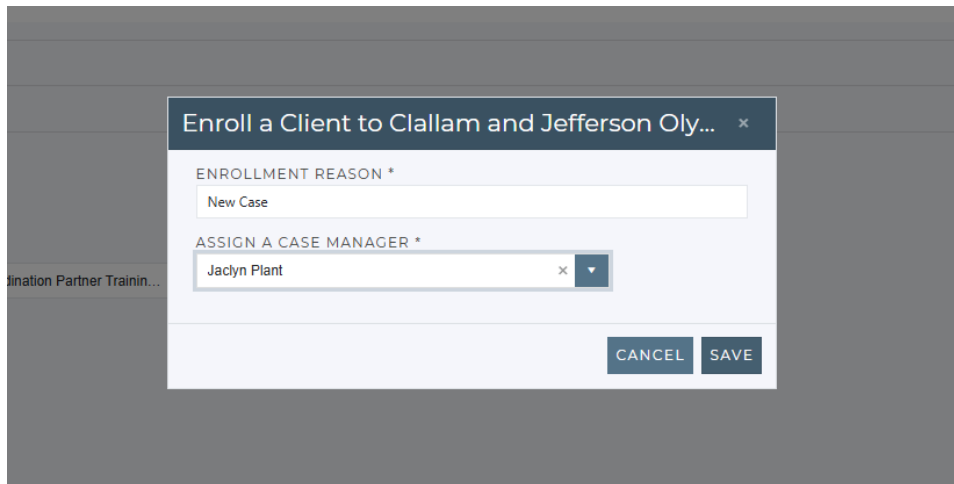 Enroll a Client to Clallam and Jefferson Oly... ×
ENROLLMENT REASON *
New Case
ASSIGN A CASE MANAGER *
Jaclyn Plant ×
dination Partner Trainin...
CANCEL SAVE